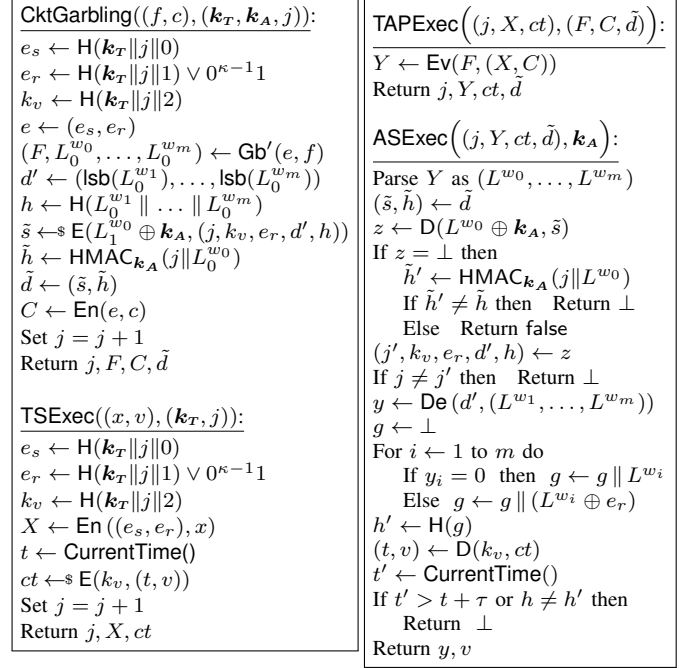 CktGarbling((f, c), (k_T, k_A, j)):
e_s ← H(k_T‖j‖0)
e_r ← H(k_T‖j‖1) ∨ 0^{κ−1}1
k_v ← H(k_T‖j‖2)
e ← (e_s, e_r)
(F, L_0^{w_0}, . . . , L_0^{w_m}) ← Gb′(e, f)
d′ ← (lsb(L_0^{w_1}), . . . , lsb(L_0^{w_m}))
h ← H(L_0^{w_1} ‖ . . . ‖ L_0^{w_m})
s̃ ←$ E(L_1^{w_0} ⊕ k_A, (j, k_v, e_r, d′, h))
h̃ ← HMAC_{k_A}(j‖L_0^{w_0})
d̃ ← (s̃, h̃)
C ← En(e, c)
Set j = j + 1
Return j, F, C, d̃
TSExec((x, v), (k_T, j)):
e_s ← H(k_T‖j‖0)
e_r ← H(k_T‖j‖1) ∨ 0^{κ−1}1
k_v ← H(k_T‖j‖2)
X ← En ((e_s, e_r), x)
t ← CurrentTime()
ct ←$ E(k_v, (t, v))
Set j = j + 1
Return j, X, ct
TAPExec((j, X, ct), (F, C, d̃)):
Y ← Ev(F, (X, C))
Return j, Y, ct, d̃
ASExec((j, Y, ct, d̃), k_A):
Parse Y as (L^{w_0}, . . . , L^{w_m})
(s̃, h̃) ← d̃
z ← D(L^{w_0} ⊕ k_A, s̃)
If z = ⊥ then
h̃′ ← HMAC_{k_A}(j‖L^{w_0})
If h̃′ ≠ h̃ then Return ⊥
Else Return false
(j′, k_v, e_r, d′, h) ← z
If j ≠ j′ then Return ⊥
y ← De (d′, (L^{w_1}, . . . , L^{w_m}))
g ← ⊥
For i ← 1 to m do
If y_i = 0 then g ← g ‖ L^{w_i}
Else g ← g ‖ (L^{w_i} ⊕ e_r)
h′ ← H(g)
(t, v) ← D(k_v, ct)
t′ ← CurrentTime()
If t′ > t + τ or h ≠ h′ then
Return ⊥
Return y, v